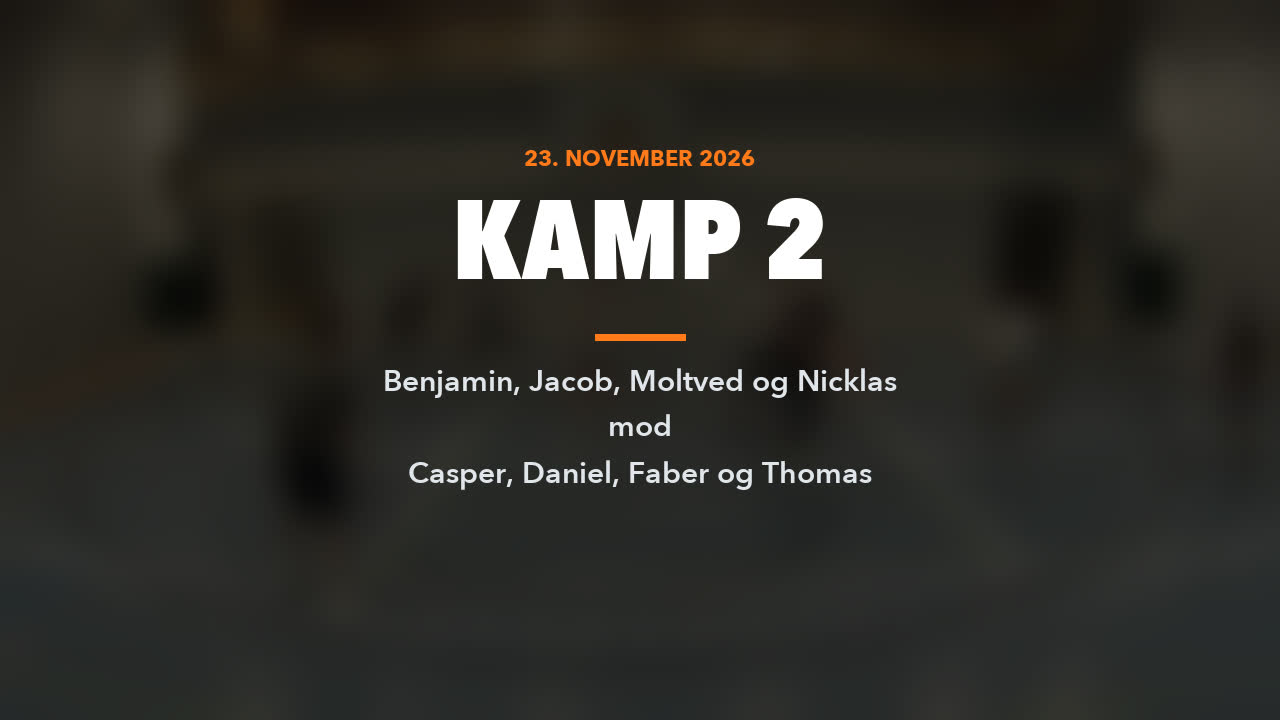 23. NOVEMBER 2026
KAMP 2
Benjamin, Jacob, Moltved og Nicklas
mod
Casper, Daniel, Faber og Thomas